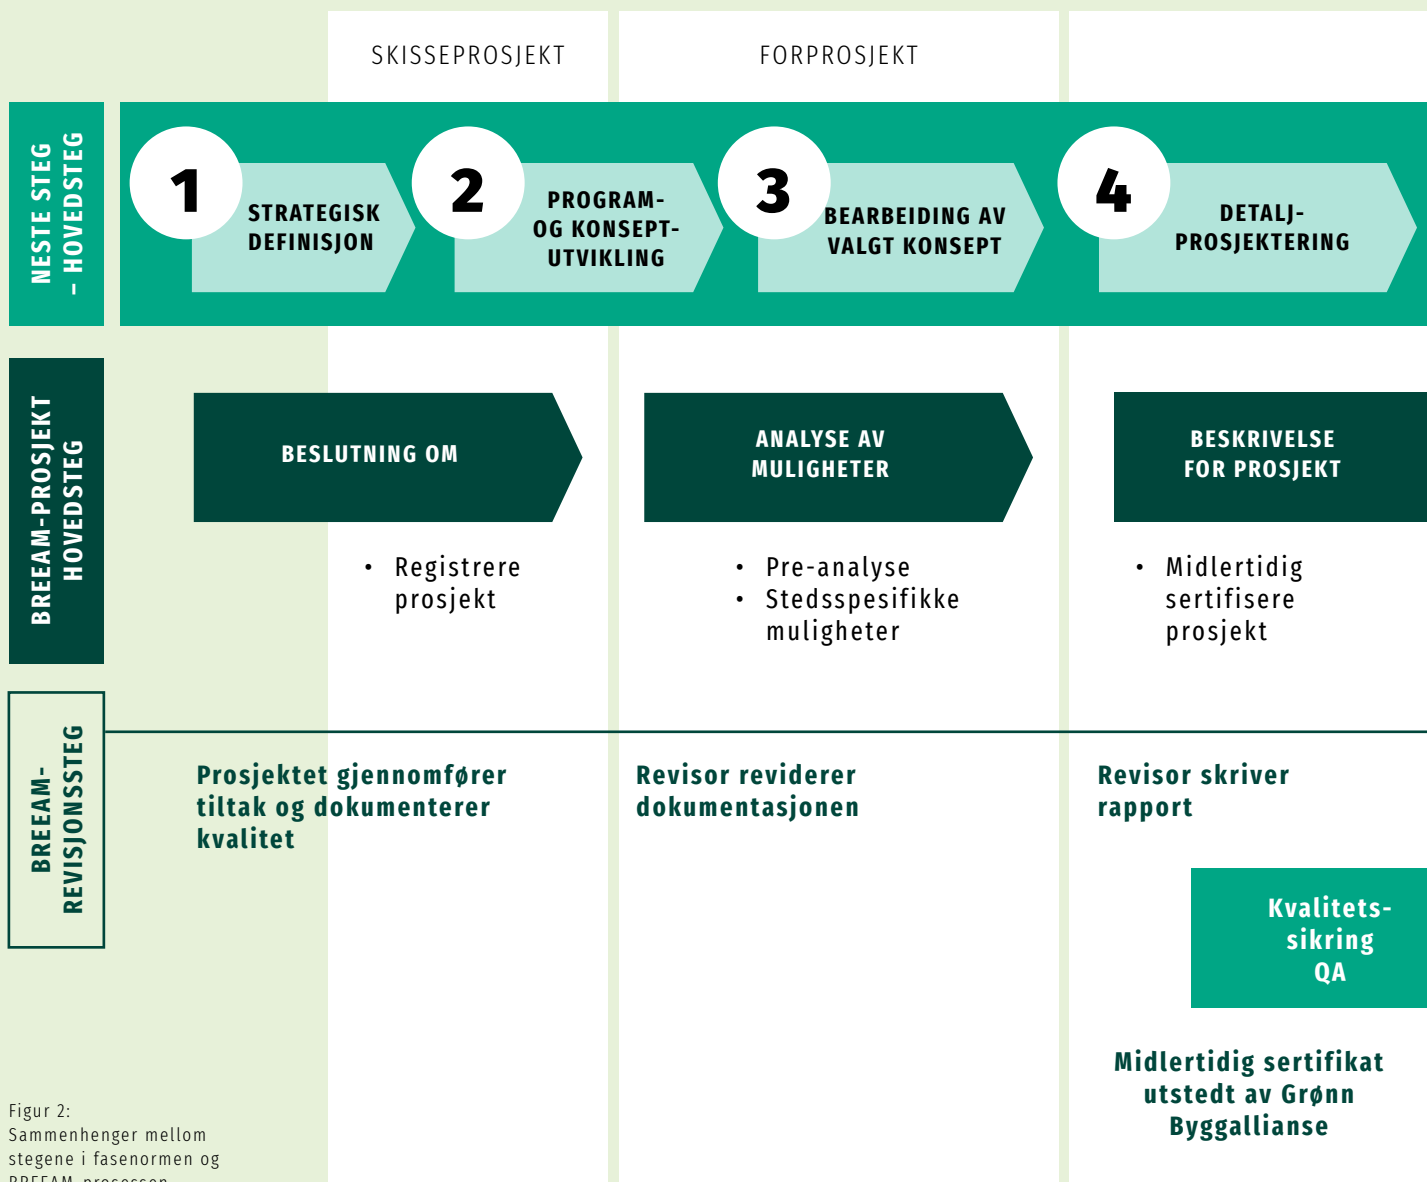 SKISSEPROSJEKT
FORPROSJEKT
NESTE STEG
– HOVEDSTEG
1
STRATEGISK
DEFINISJON
2
PROGRAM-
OG KONSEPT-
UTVIKLING
3
BEARBEIDING AV
VALGT KONSEPT
4
DETALJ-
PROSJEKTERING
BREEAM-PROSJEKT
HOVEDSTEG
BESLUTNING OM
• Registrere
prosjekt
ANALYSE AV
MULIGHETER
• Pre-analyse
• Stedsspesifikke
muligheter
BESKRIVELSE
FOR PROSJEKT
• Midlertidig
sertifisere
prosjekt
BREEAM-
REVISJONSSTEG
Prosjektet gjennomfører
tiltak og dokumenterer
kvalitet
Revisor reviderer
dokumentasjonen
Revisor skriver
rapport
Kvalitets-
sikring
QA
Midlertidig sertifikat
utstedt av Grønn
Byggallianse
Figur 2:
Sammenhenger mellom
stegene i fasenormen og
BREEAM-prosessen